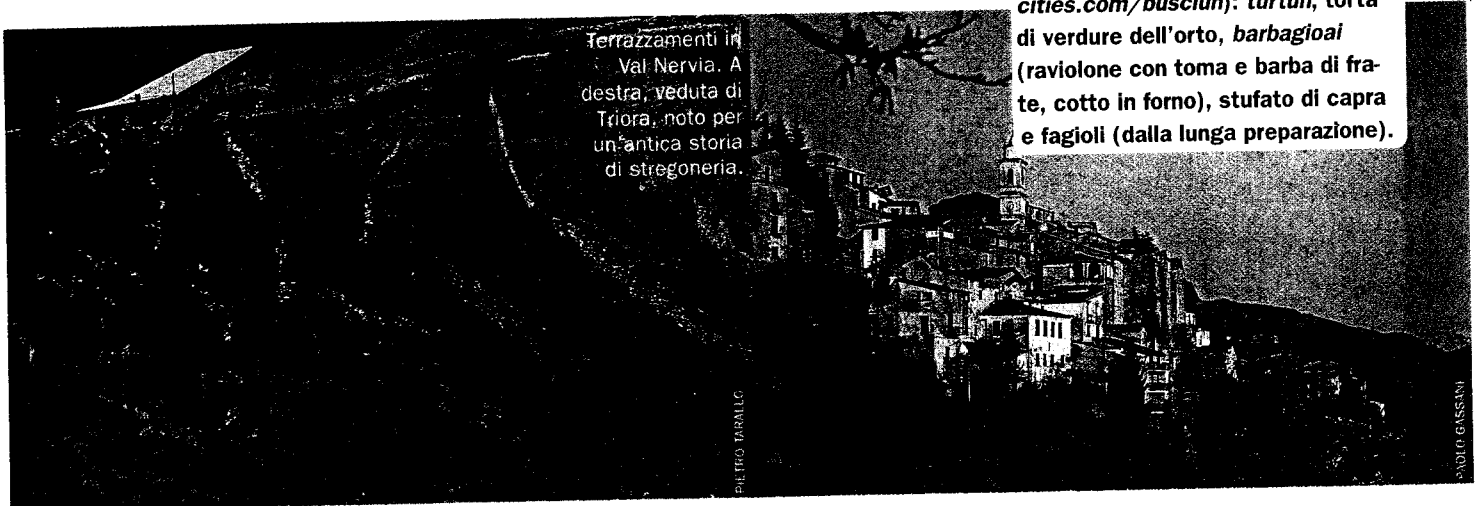 Terrazzamenti in
Val Nervia. A
destra, veduta di
Triora, noto per
un'antica storia
di stregoneria.
cities.com/busciun): turtun, torta
di verdure dell'orto, barbagioai
(raviolone con toma e barba di fra-
te, cotto in forno), stufato di capra
e fagioli (dalla lunga preparazione).
PIETRO TARALLO
PAOLO GASSANI